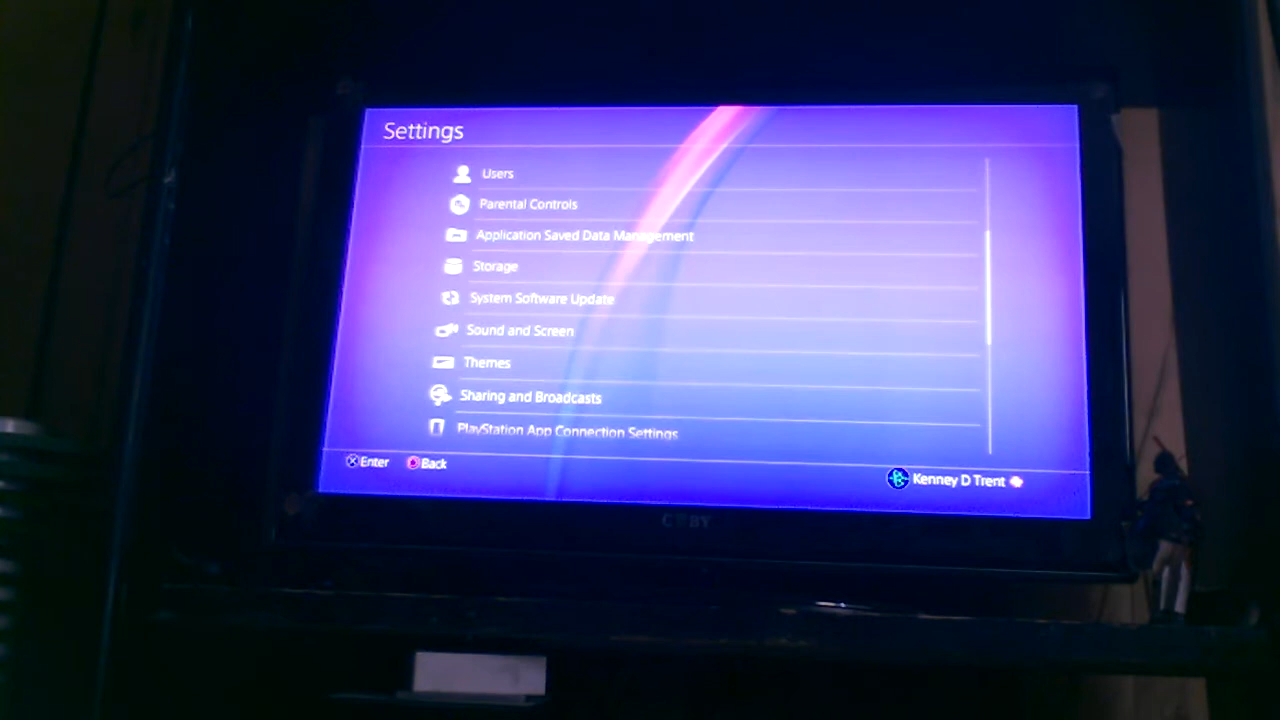 Settings
Users
Parental Controls
Application Saved Data Management
Storage
System Software Update
Sound and Screen
Themes
Sharing and Broadcasts
PlayStation App Connection Settings
Enter Back
Kenney D Trent
COBY